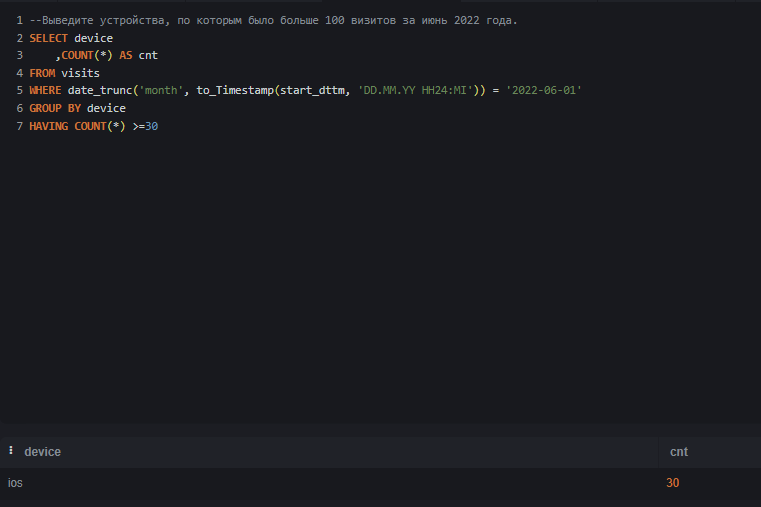 1 --Выведите устройства, по которым было больше 100 визитов за июнь 2022 года.
2 SELECT device
3     ,COUNT(*) AS cnt
4 FROM visits
5 WHERE date_trunc('month', to_Timestamp(start_dttm, 'DD.MM.YY HH24:MI')) = '2022-06-01'
6 GROUP BY device
7 HAVING COUNT(*) >=30
device cnt
ios 30